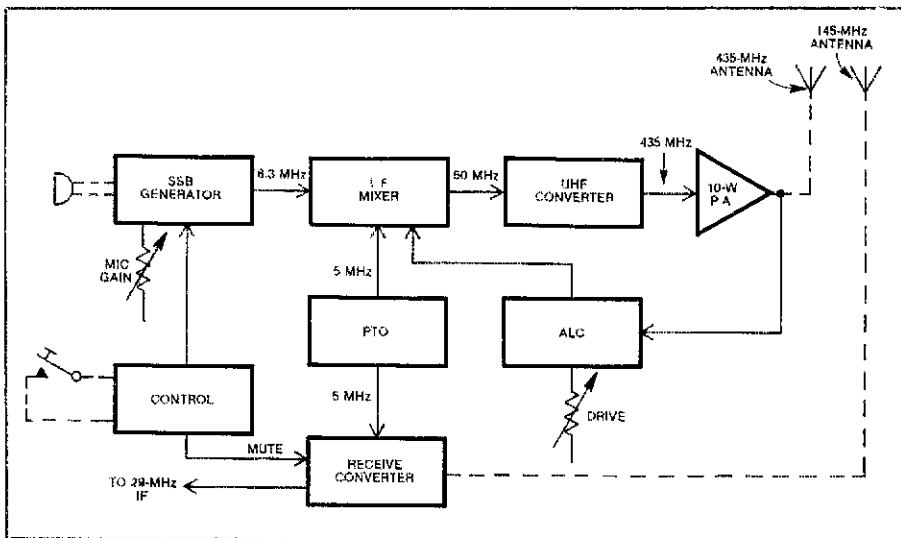 145-MHz
ANTENNA
435-MHz
ANTENNA
SSB
GENERATOR
6.3 MHz
I F
MIXER
50 MHz
UHF
CONVERTER
435 MHz
10-W
P A
MIC
GAIN
5 MHz
PTO
ALC
CONTROL
5 MHz
DRIVE
MUTE
RECEIVE
CONVERTER
TO 29-MHz
IF